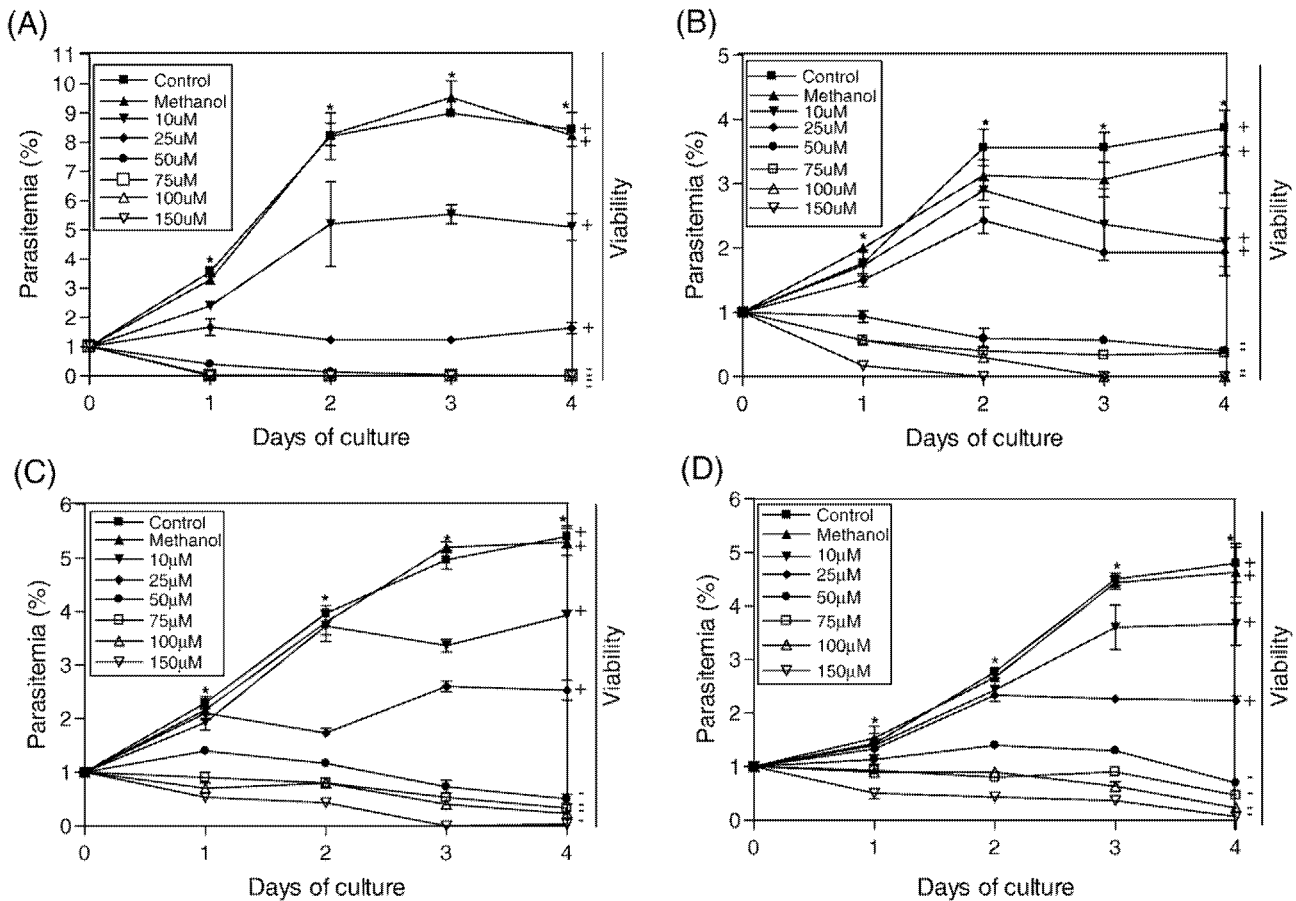 (A)
Parasitemia (%)
11
10
9
8
7
6
5
4
3
2
1
0
Control
Methanol
10uM
25uM
50uM
75uM
100uM
150uM
* * * *
+
+
+
+
-
-
-
-
Viability
0 1 2 3 4
Days of culture
(B)
Parasitemia (%)
5
4
3
2
1
0
Control
Methanol
10uM
25uM
50uM
75uM
100uM
150uM
* * * *
+
+
+
+
-
-
-
-
Viability
0 1 2 3 4
Days of culture
(C)
Parasitemia (%)
6
5
4
3
2
1
0
Control
Methanol
10µM
25µM
50µM
75µM
100µM
150µM
* * * *
+
+
+
+
-
-
-
-
Viability
0 1 2 3 4
Days of culture
(D)
Parasitemia (%)
6
5
4
3
2
1
0
Control
Methanol
10µM
25µM
50µM
75µM
100µM
150µM
* * * *
+
+
+
+
-
-
-
-
Viability
0 1 2 3 4
Days of culture